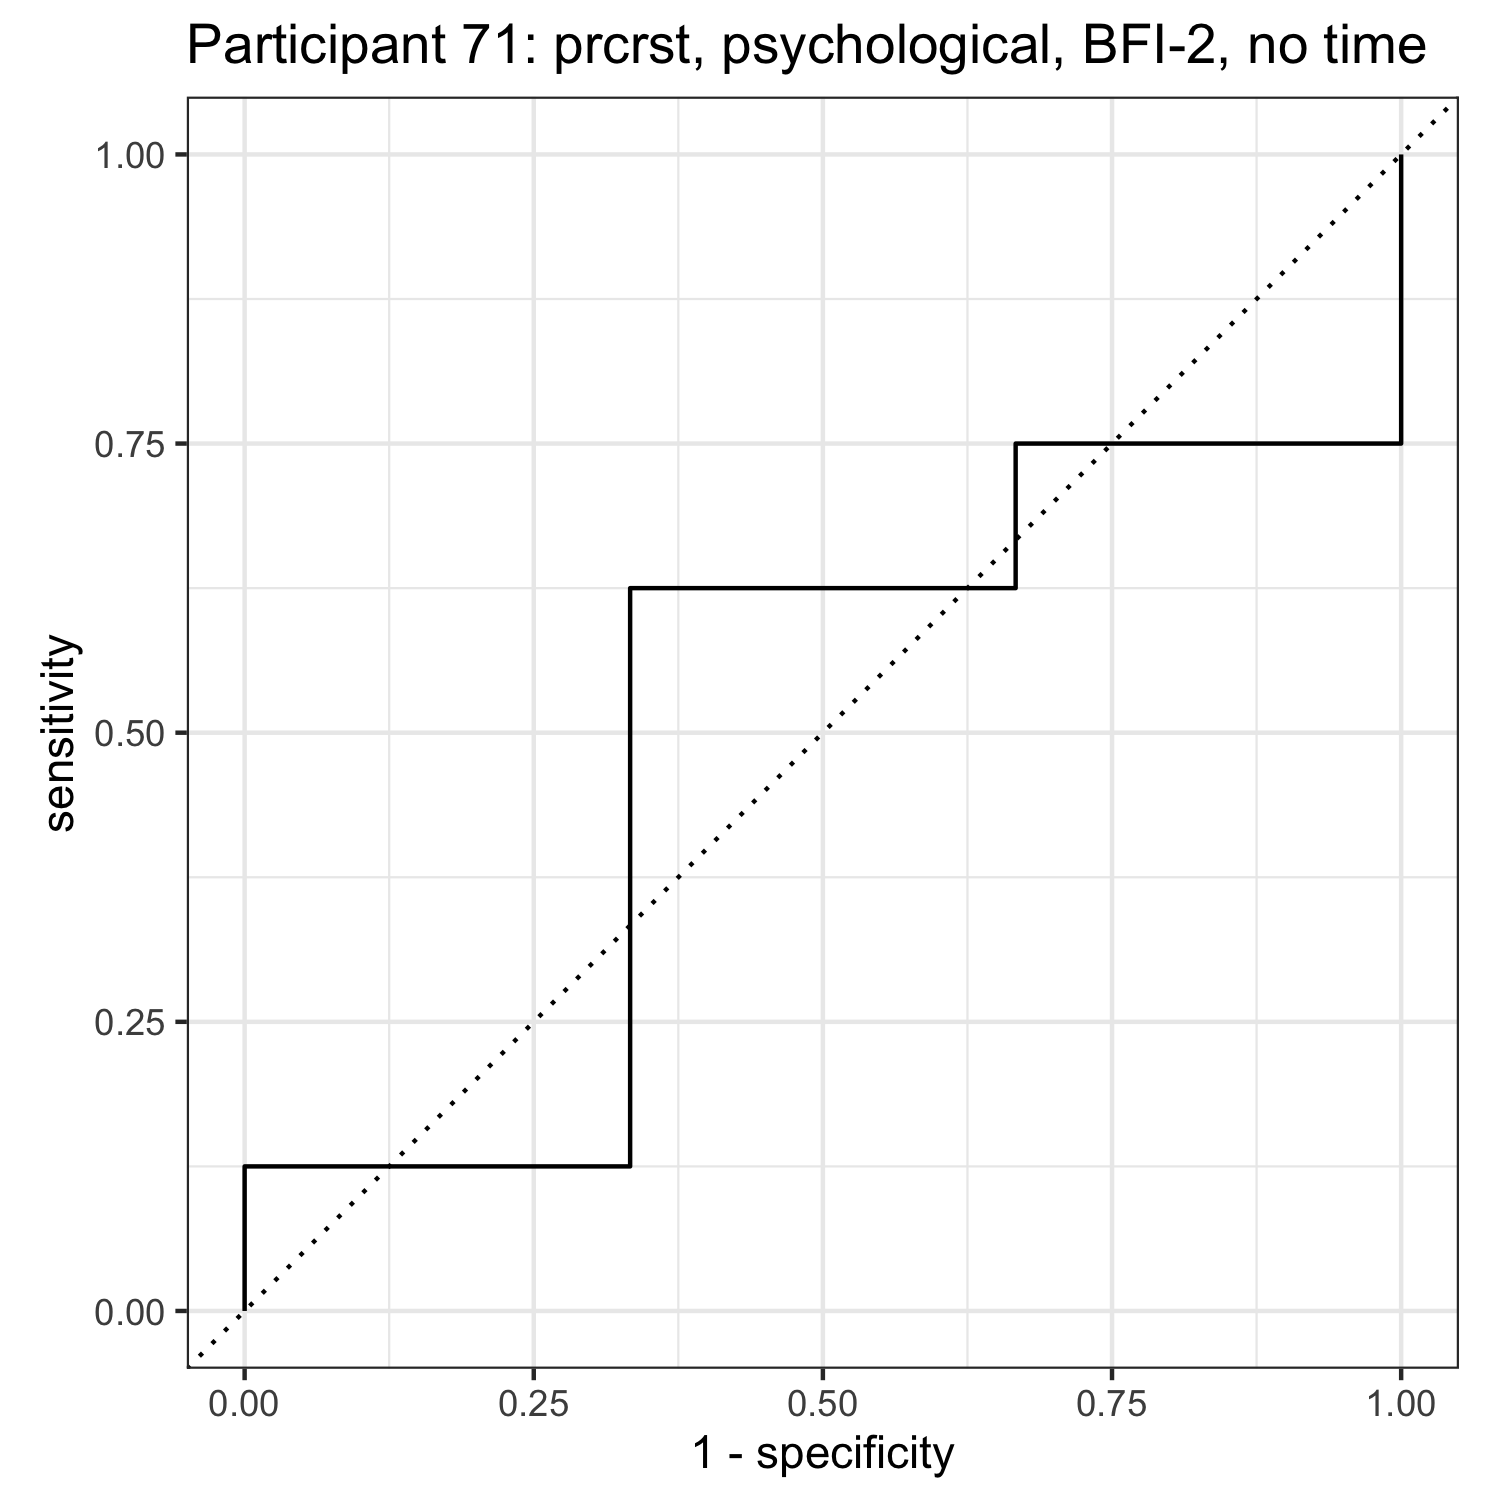 Participant 71: prcrst, psychological, BFI-2, no time
1.00
0.75
0.50
0.25
0.00
sensitivity
0.00 0.25 0.50 0.75 1.00
1 - specificity